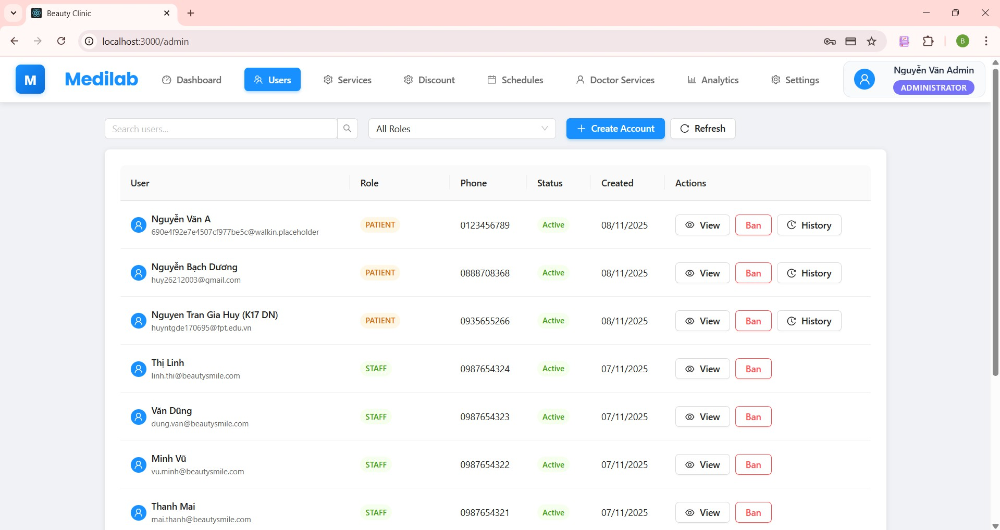 Beauty Clinic
localhost:3000/admin
B
M Medilab Dashboard Users Services Discount Schedules Doctor Services Analytics Settings
Nguyễn Văn Admin
ADMINISTRATOR
Search users... All Roles + Create Account Refresh
User Role Phone Status Created Actions
Nguyễn Văn A
690e4f92e7e4507cf977be5c@walkin.placeholder
PATIENT 0123456789 Active 08/11/2025 View Ban History
Nguyễn Bạch Dương
huy26212003@gmail.com
PATIENT 0888708368 Active 08/11/2025 View Ban History
Nguyen Tran Gia Huy (K17 DN)
huyntgde170695@fpt.edu.vn
PATIENT 0935655266 Active 08/11/2025 View Ban History
Thị Linh
linh.thi@beautysmile.com
STAFF 0987654324 Active 07/11/2025 View Ban
Văn Dũng
dung.van@beautysmile.com
STAFF 0987654323 Active 07/11/2025 View Ban
Minh Vũ
vu.minh@beautysmile.com
STAFF 0987654322 Active 07/11/2025 View Ban
Thanh Mai
mai.thanh@beautysmile.com
STAFF 0987654321 Active 07/11/2025 View Ban